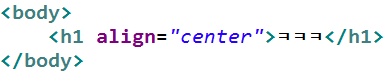 <body>
<h1 align="center">ㅋㅋㅋ</h1>
</body>